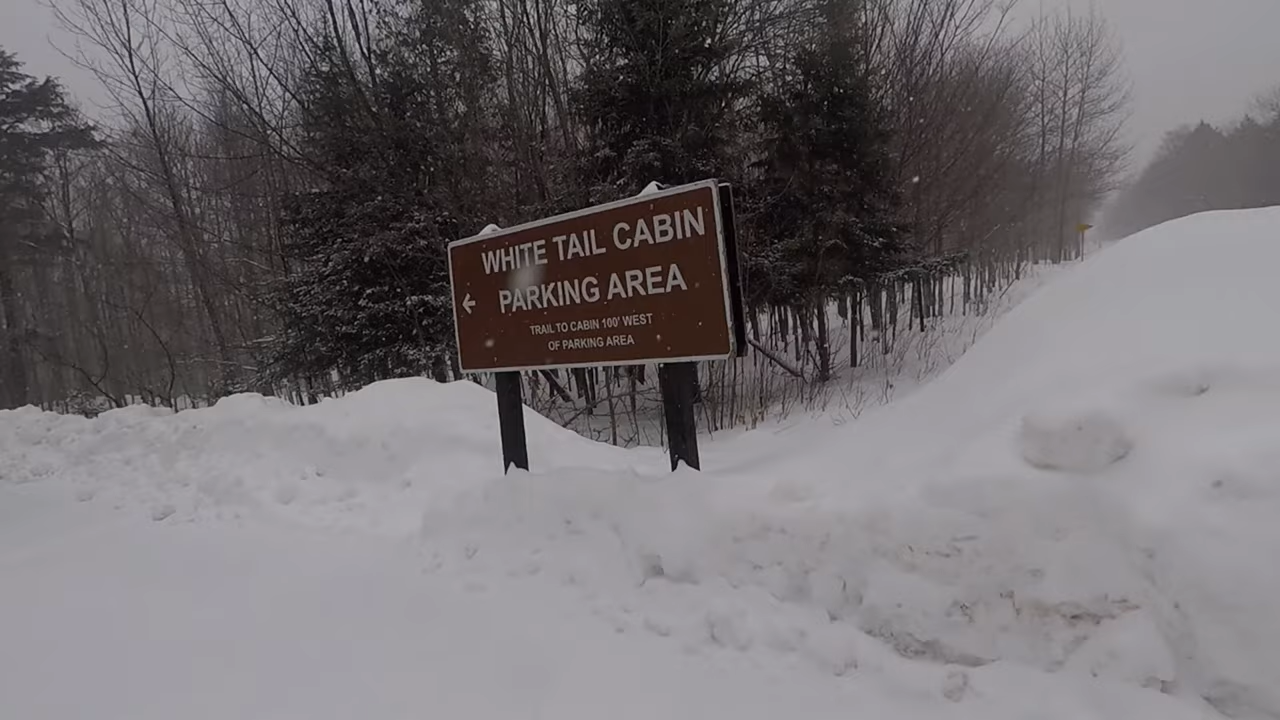 WHITE TAIL CABIN
← PARKING AREA
TRAIL TO CABIN 100' WEST
OF PARKING AREA